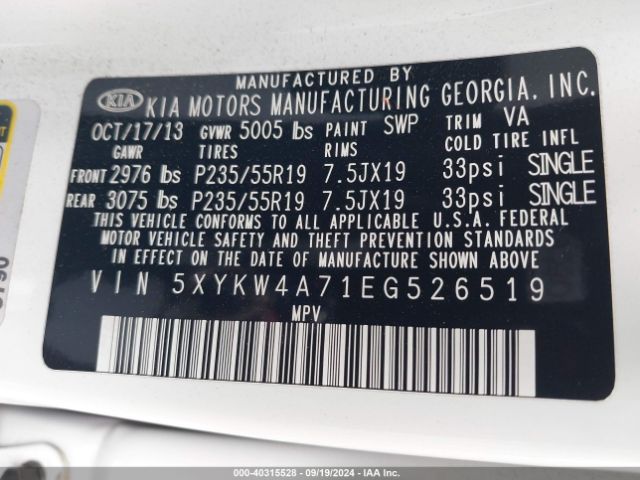 MANUFACTURED BY
KIA KIA MOTORS MANUFACTURING GEORGIA, INC.
OCT/17/13 GVWR 5005 lbs PAINT SWP TRIM VA
GAWR TIRES RIMS COLD TIRE INFL
FRONT 2976 lbs P235/55R19 7.5JX19 33psi SINGLE
REAR 3075 lbs P235/55R19 7.5JX19 33psi SINGLE
THIS VEHICLE CONFORMS TO ALL APPLICABLE U.S.A. FEDERAL
MOTOR VEHICLE SAFETY AND THEFT PREVENTION STANDARDS
IN EFFECT ON THE DATE OF MANUFACTURE SHOWN ABOVE.
VIN 5XYKW4A71EG526519
MPV
000-40315528 - 09/19/2024 - IAA Inc.